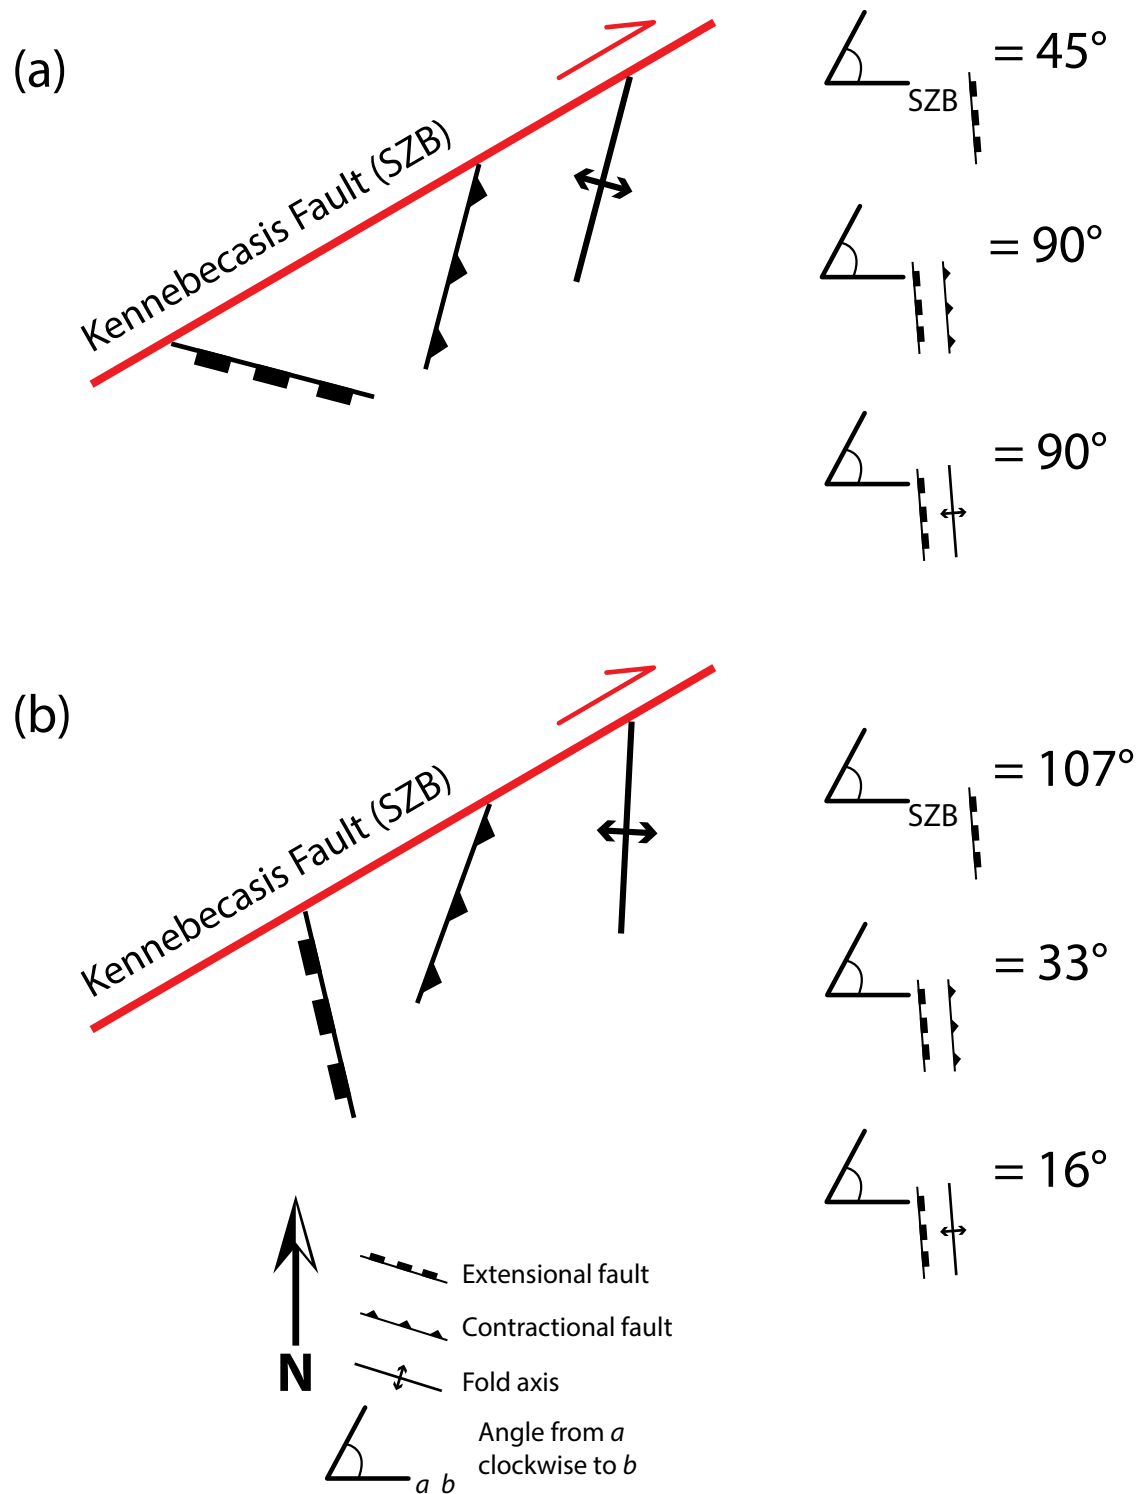 (a)
Kennebecasis Fault (SZB)
SZB
= 45°
= 90°
= 90°
(b)
Kennebecasis Fault (SZB)
SZB
= 107°
= 33°
= 16°
N
Extensional fault
Contractional fault
Fold axis
a b
Angle from a
clockwise to b